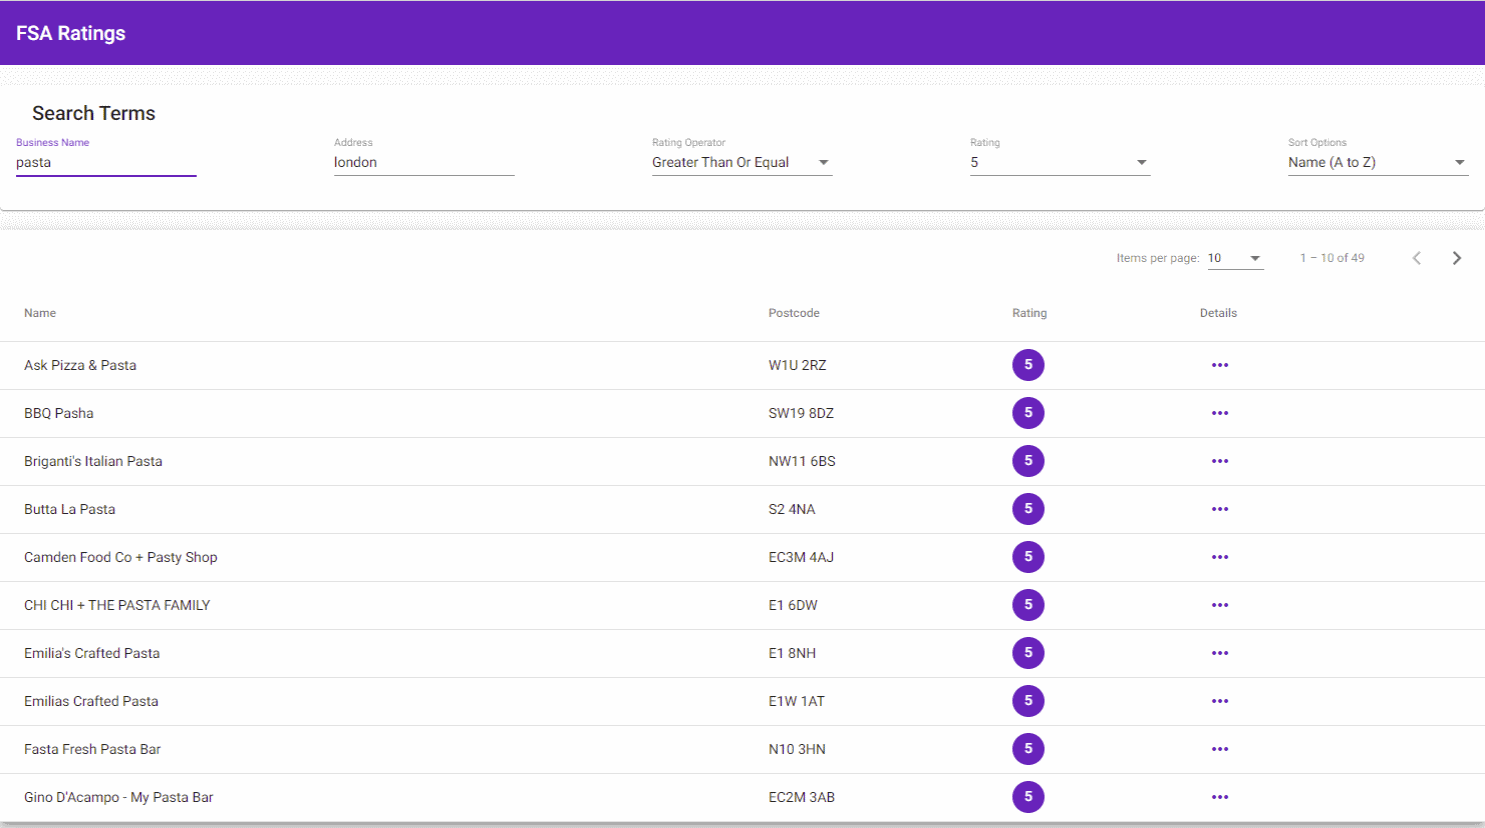 FSA Ratings
Search Terms
Business Name Address Rating Operator Rating Sort Options
pasta london Greater Than Or Equal 5 Name (A to Z)
Items per page: 10 1 – 10 of 49
Name Postcode Rating Details
Ask Pizza & Pasta W1U 2RZ 5
BBQ Pasha SW19 8DZ 5
Briganti's Italian Pasta NW11 6BS 5
Butta La Pasta S2 4NA 5
Camden Food Co + Pasty Shop EC3M 4AJ 5
CHI CHI + THE PASTA FAMILY E1 6DW 5
Emilia's Crafted Pasta E1 8NH 5
Emilias Crafted Pasta E1W 1AT 5
Fasta Fresh Pasta Bar N10 3HN 5
Gino D'Acampo - My Pasta Bar EC2M 3AB 5